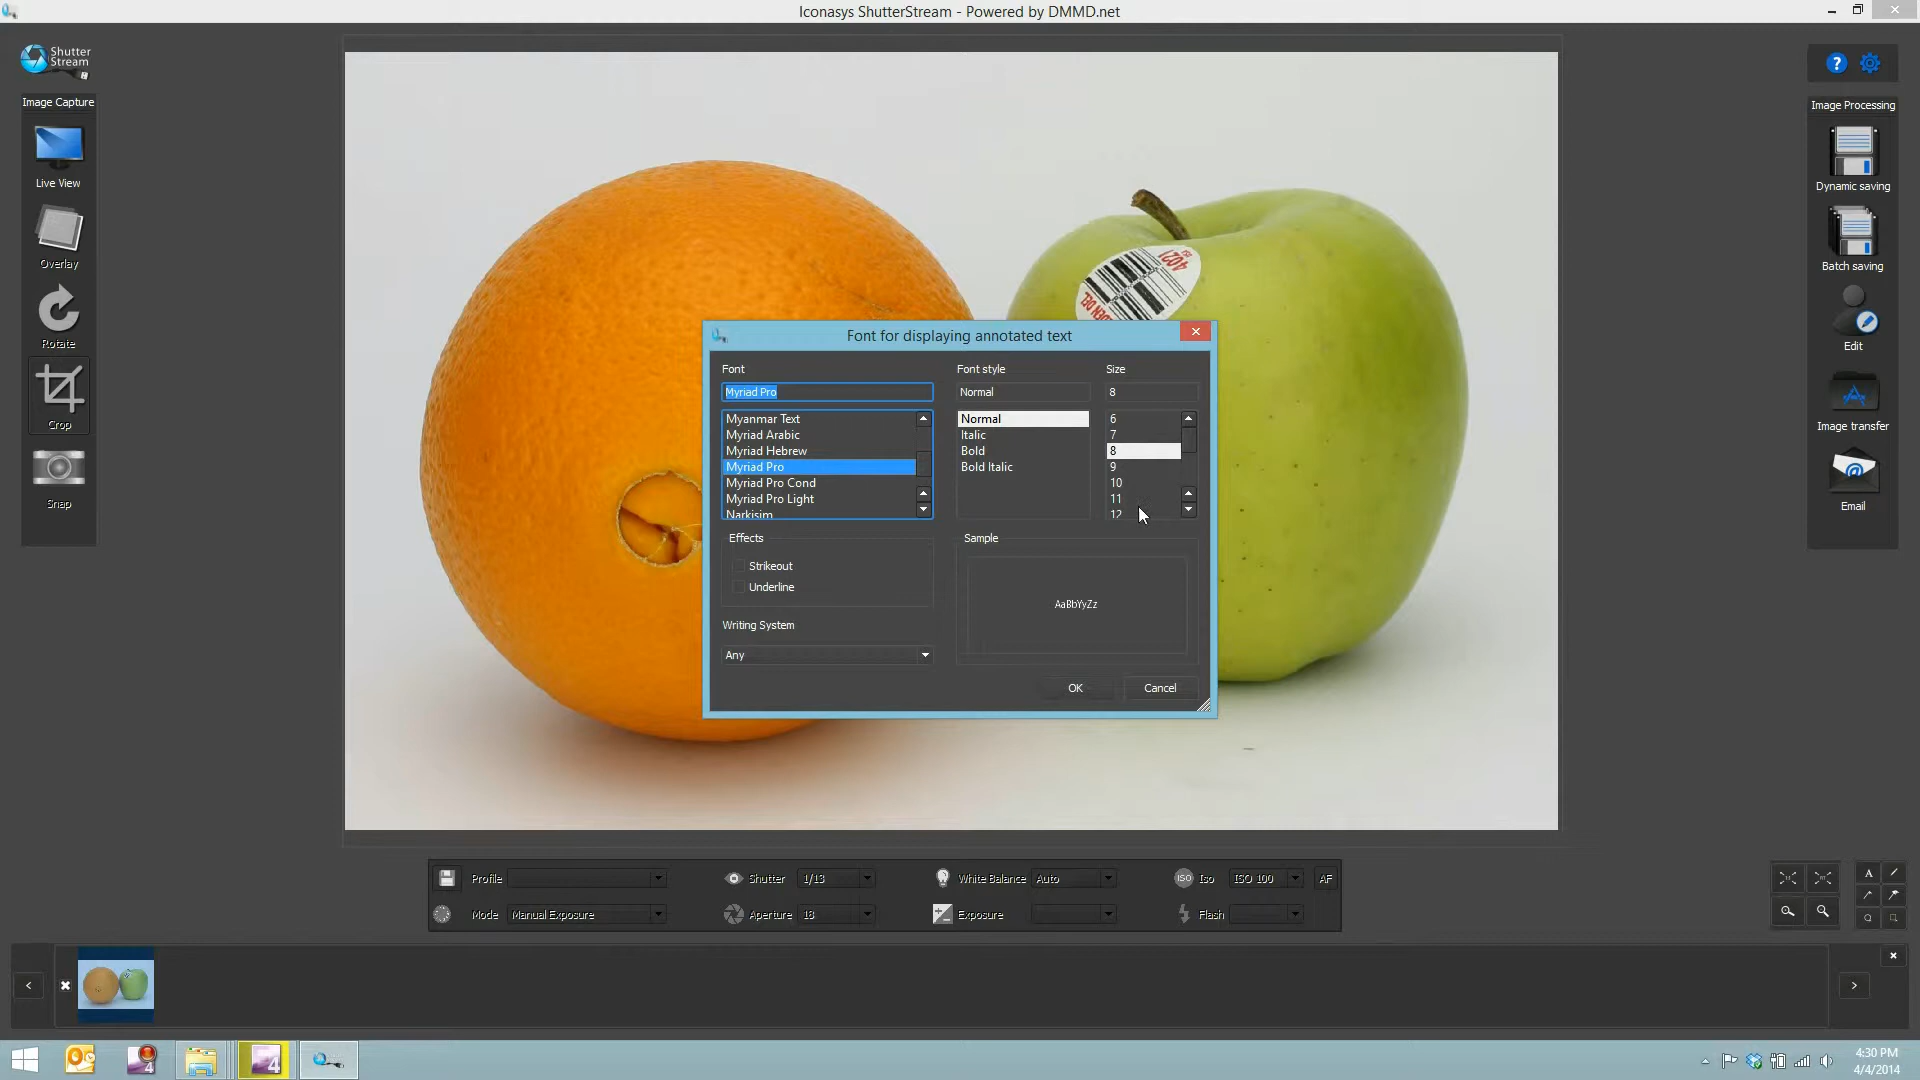 Iconasys ShutterStream - Powered by DMMD.net
Shutter
Stream
Image Capture
Live View
Overlay
Rotate
Crop
Snap
?
Image Processing
Dynamic saving
Batch saving
Edit
Image transfer
Email
4021
Font for displaying annotated text
Font
Font style
Size
Myriad Pro
Normal
8
Myanmar Text
Myriad Arabic
Myriad Hebrew
Myriad Pro
Myriad Pro Cond
Myriad Pro Light
Narkisim
Normal
Italic
Bold
Bold Italic
6
7
8
9
10
11
12
Effects
Strikeout
Underline
Sample
AaBbYyZz
Writing System
Any
OK
Cancel
Profile
Shutter 1/13
White Balance Auto
ISO Iso ISO 100 AF
Mode Manual Exposure
Aperture 18
Exposure
Flash
A
4
4
4:30 PM
4/4/2014